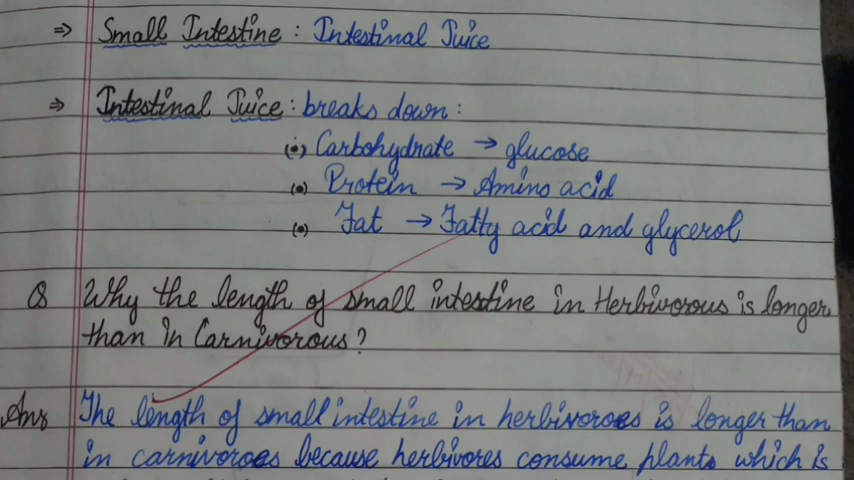 ⇒ Small Intestine : Intestinal Juice
⇒ Intestinal Juice : breaks down :
(•) Carbohydrate → glucose
(•) Protein → Amino acid
(•) Fat → Fatty acid and glycerol
Q Why the length of small intestine in Herbivorous is longer
than in Carnivorous ?
Ans The length of small intestine in herbivoroes is longer than
in carnivoroes because herbivores consume plants which is